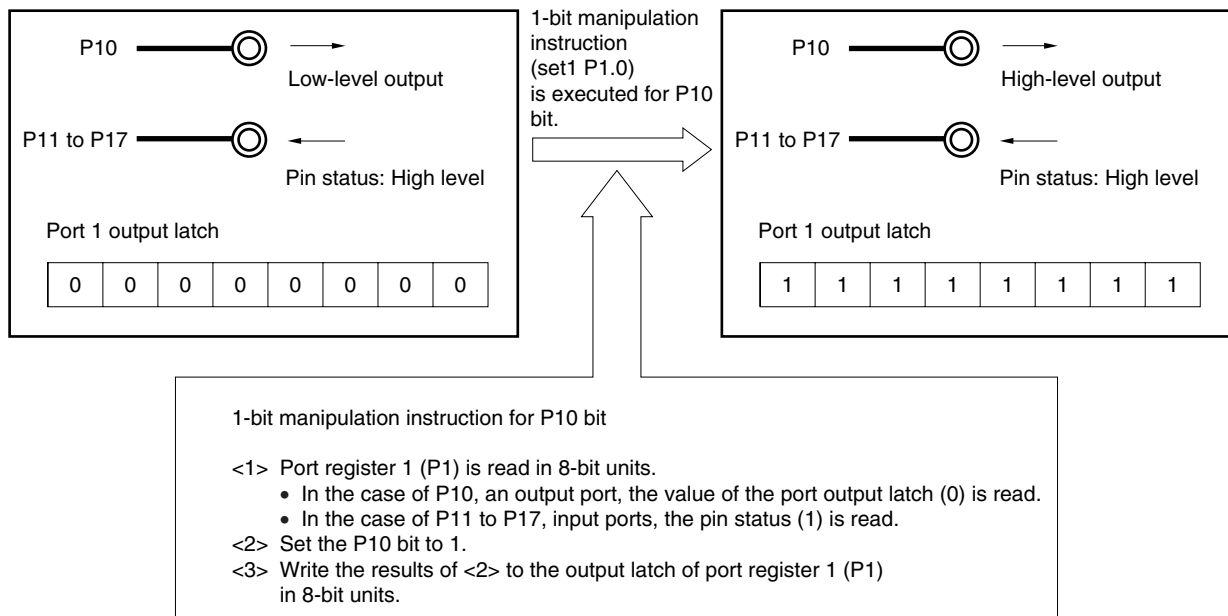 P10
Low-level output
P11 to P17
Pin status: High level
Port 1 output latch
0 0 0 0 0 0 0 0
1-bit manipulation
instruction
(set1 P1.0)
is executed for P10
bit.
P10
High-level output
P11 to P17
Pin status: High level
Port 1 output latch
1 1 1 1 1 1 1 1
1-bit manipulation instruction for P10 bit
<1> Port register 1 (P1) is read in 8-bit units.
• In the case of P10, an output port, the value of the port output latch (0) is read.
• In the case of P11 to P17, input ports, the pin status (1) is read.
<2> Set the P10 bit to 1.
<3> Write the results of <2> to the output latch of port register 1 (P1)
in 8-bit units.